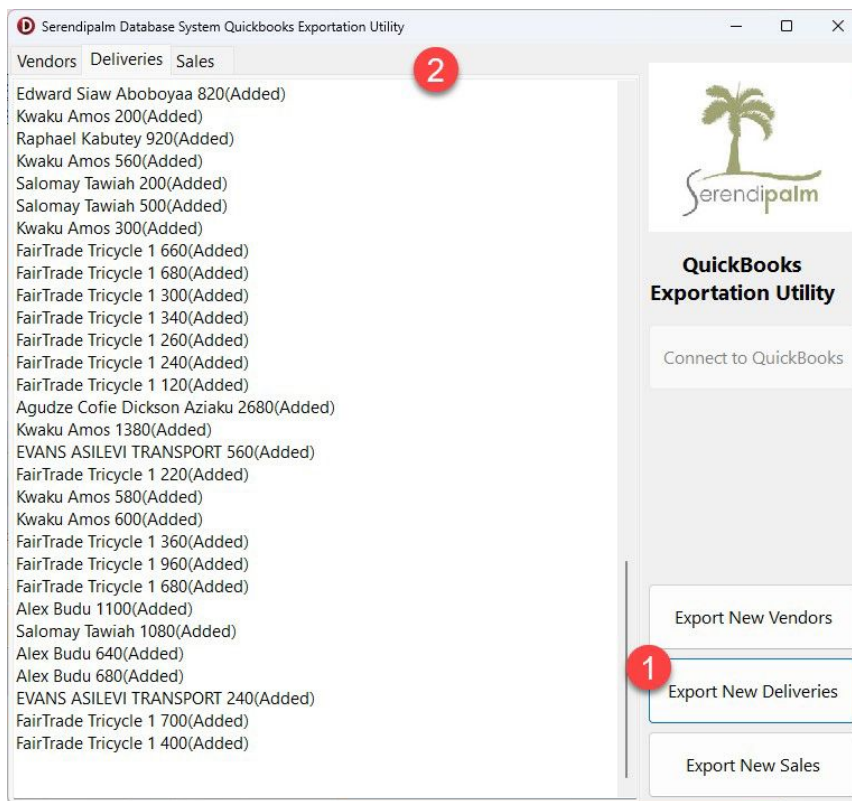 Serendipalm Database System Quickbooks Exportation Utility
Vendors Deliveries Sales
2
Edward Siaw Aboboyaa 820(Added)
Kwaku Amos 200(Added)
Raphael Kabutey 920(Added)
Kwaku Amos 560(Added)
Salomay Tawiah 200(Added)
Salomay Tawiah 500(Added)
Kwaku Amos 300(Added)
FairTrade Tricycle 1 660(Added)
FairTrade Tricycle 1 680(Added)
FairTrade Tricycle 1 300(Added)
FairTrade Tricycle 1 340(Added)
FairTrade Tricycle 1 260(Added)
FairTrade Tricycle 1 240(Added)
FairTrade Tricycle 1 120(Added)
Agudze Cofie Dickson Aziaku 2680(Added)
Kwaku Amos 1380(Added)
EVANS ASILEVI TRANSPORT 560(Added)
FairTrade Tricycle 1 220(Added)
Kwaku Amos 580(Added)
Kwaku Amos 600(Added)
FairTrade Tricycle 1 360(Added)
FairTrade Tricycle 1 960(Added)
FairTrade Tricycle 1 680(Added)
Alex Budu 1100(Added)
Salomay Tawiah 1080(Added)
Alex Budu 640(Added)
Alex Budu 680(Added)
EVANS ASILEVI TRANSPORT 240(Added)
FairTrade Tricycle 1 700(Added)
FairTrade Tricycle 1 400(Added)
Serendipalm
QuickBooks
Exportation Utility
Connect to QuickBooks
Export New Vendors
1
Export New Deliveries
Export New Sales